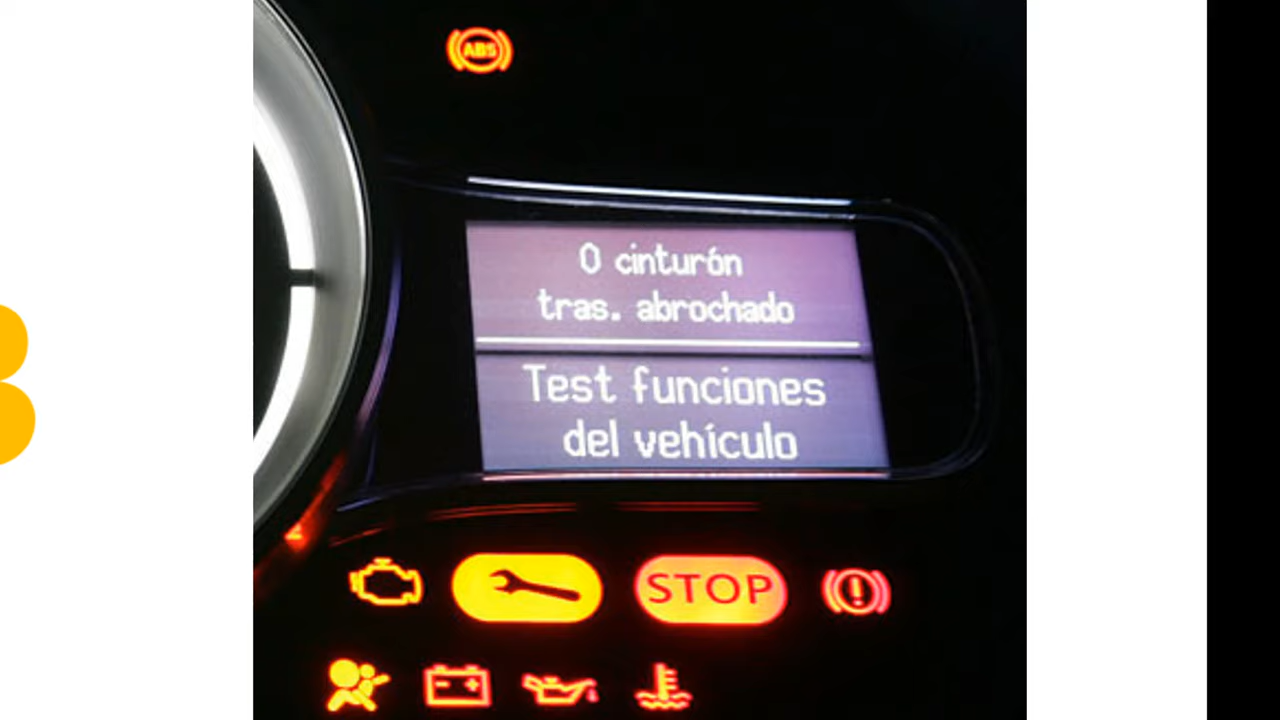 ABS
0 cinturón
tras. abrochado
Test funciones
del vehículo
STOP